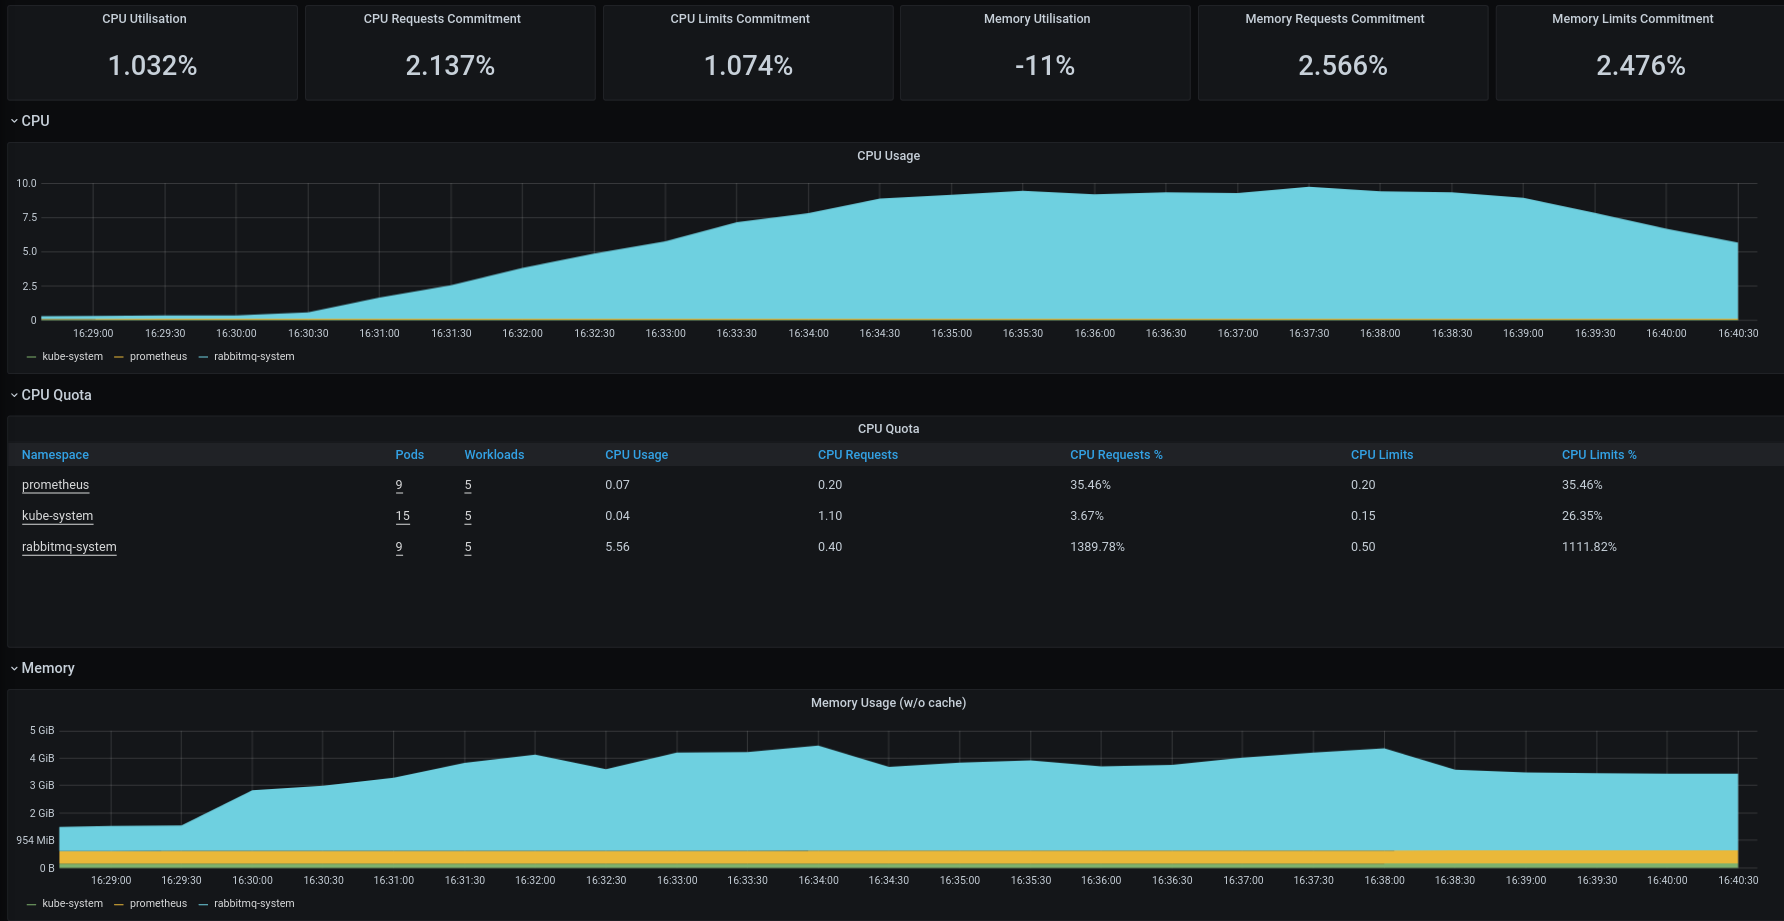 CPU Utilisation CPU Requests Commitment CPU Limits Commitment Memory Utilisation Memory Requests Commitment Memory Limits Commitment
1.032% 2.137% 1.074% -11% 2.566% 2.476%
CPU
CPU Usage
10.0
7.5
5.0
2.5
0
16:29:00 16:29:30 16:30:00 16:30:30 16:31:00 16:31:30 16:32:00 16:32:30 16:33:00 16:33:30 16:34:00 16:34:30 16:35:00 16:35:30 16:36:00 16:36:30 16:37:00 16:37:30 16:38:00 16:38:30 16:39:00 16:39:30 16:40:00 16:40:30
kube-system prometheus rabbitmq-system
CPU Quota
CPU Quota
Namespace Pods Workloads CPU Usage CPU Requests CPU Requests % CPU Limits CPU Limits %
prometheus 9 5 0.07 0.20 35.46% 0.20 35.46%
kube-system 15 5 0.04 1.10 3.67% 0.15 26.35%
rabbitmq-system 9 5 5.56 0.40 1389.78% 0.50 1111.82%
Memory
Memory Usage (w/o cache)
5 GiB
4 GiB
3 GiB
2 GiB
954 MiB
0 B
16:29:00 16:29:30 16:30:00 16:30:30 16:31:00 16:31:30 16:32:00 16:32:30 16:33:00 16:33:30 16:34:00 16:34:30 16:35:00 16:35:30 16:36:00 16:36:30 16:37:00 16:37:30 16:38:00 16:38:30 16:39:00 16:39:30 16:40:00 16:40:30
kube-system prometheus rabbitmq-system